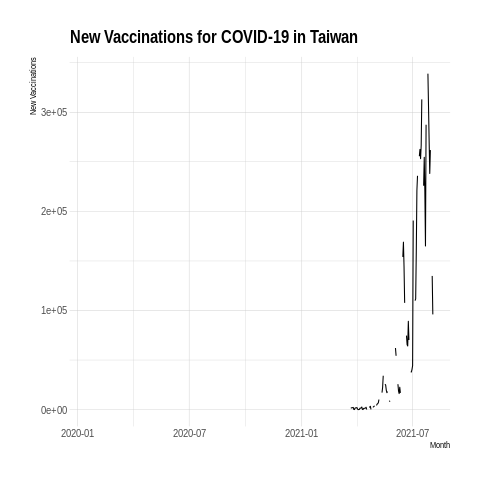 New Vaccinations for COVID-19 in Taiwan
New Vaccinations
3e+05
2e+05
1e+05
0e+00
2020-01
2020-07
2021-01
2021-07
Month